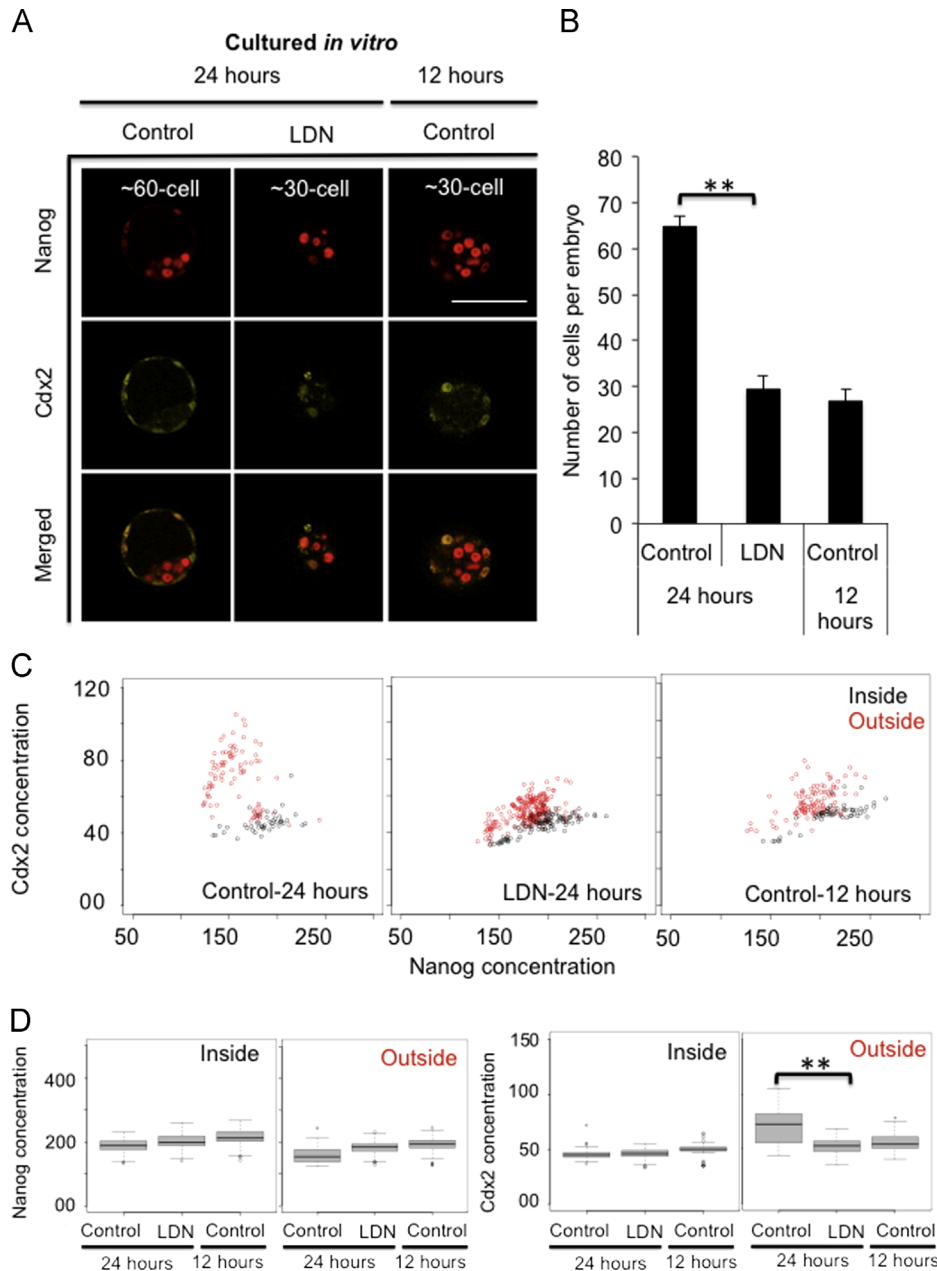 A
Cultured in vitro
24 hours 12 hours
Control LDN Control
Nanog
~60-cell ~30-cell ~30-cell
Cdx2
Merged
B
**
Number of cells per embryo
80
70
60
50
40
30
20
10
0
Control LDN Control
24 hours 12 hours
C
Cdx2 concentration
120
80
40
00
Inside
Outside
Control-24 hours LDN-24 hours Control-12 hours
50 150 250 50 150 250 50 150 250
Nanog concentration
D
Nanog concentration
400
200
00
Inside
Outside
Control LDN Control Control LDN Control
24 hours 12 hours 24 hours 12 hours
Cdx2 concentration
150
100
50
00
Inside
Outside
**
Control LDN Control Control LDN Control
24 hours 12 hours 24 hours 12 hours